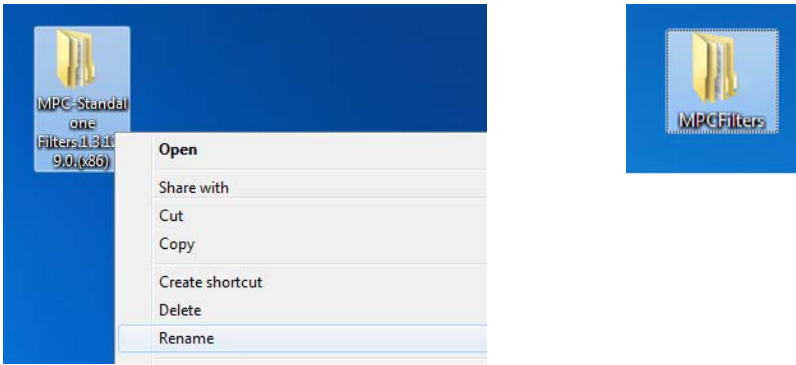 MPC-Standal
one
Filters.1.3.1.
9.0.(x86)
Open
Share with
Cut
Copy
Create shortcut
Delete
Rename
MPCFilters